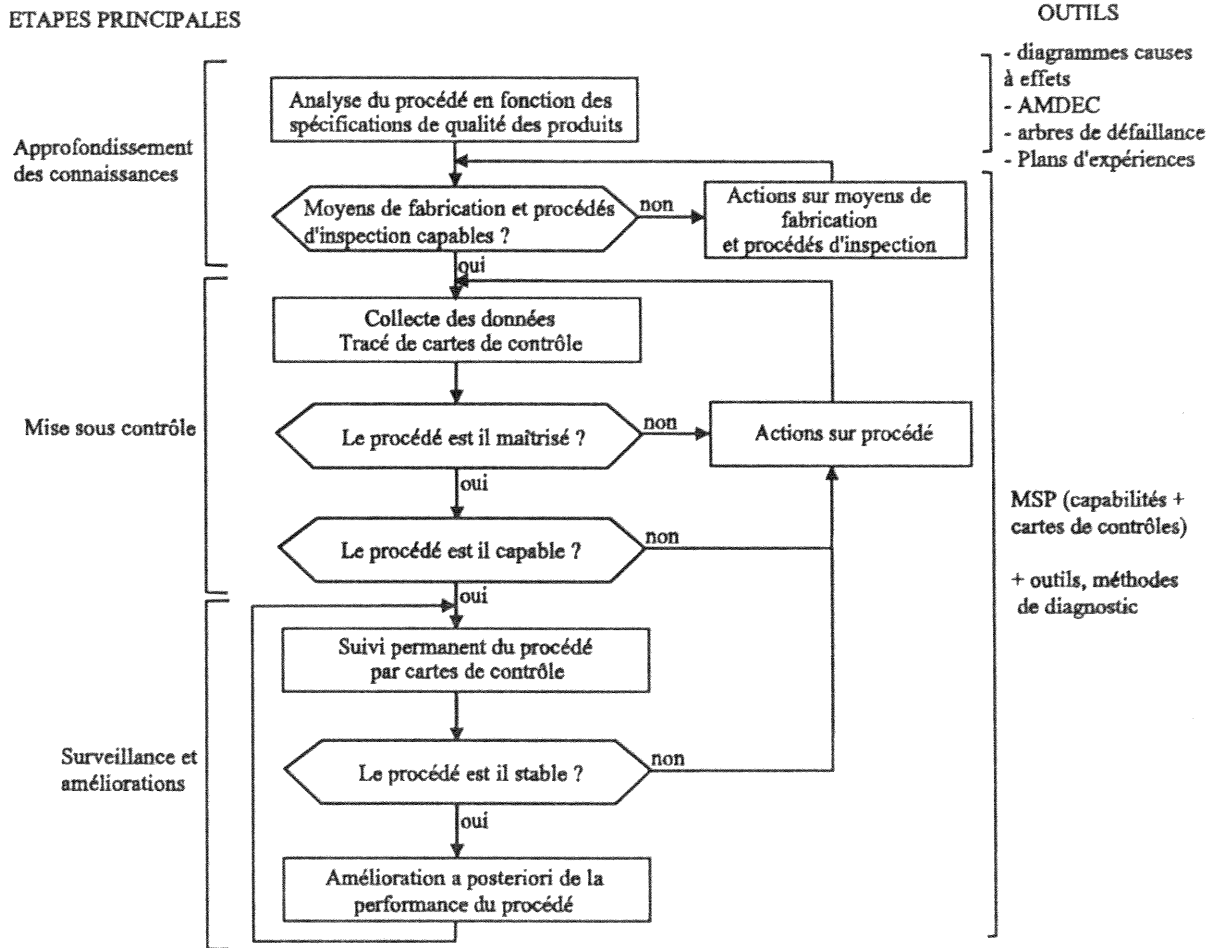 ETAPES PRINCIPALES
OUTILS
- diagrammes causes
à effets
- AMDEC
- arbres de défaillance
- Plans d'expériences
Approfondissement
des connaissances
Analyse du procédé en fonction des
spécifications de qualité des produits
Moyens de fabrication et procédés
d'inspection capables ?
non
Actions sur moyens de
fabrication
et procédés d'inspection
oui
Mise sous contrôle
Collecte des données
Tracé de cartes de contrôle
Le procédé est il maîtrisé ?
non
Actions sur procédé
oui
Le procédé est il capable ?
non
oui
MSP (capabilités +
cartes de contrôles)
+ outils, méthodes
de diagnostic
Surveillance et
améliorations
Suivi permanent du procédé
par cartes de contrôle
Le procédé est il stable ?
non
oui
Amélioration a posteriori de la
performance du procédé